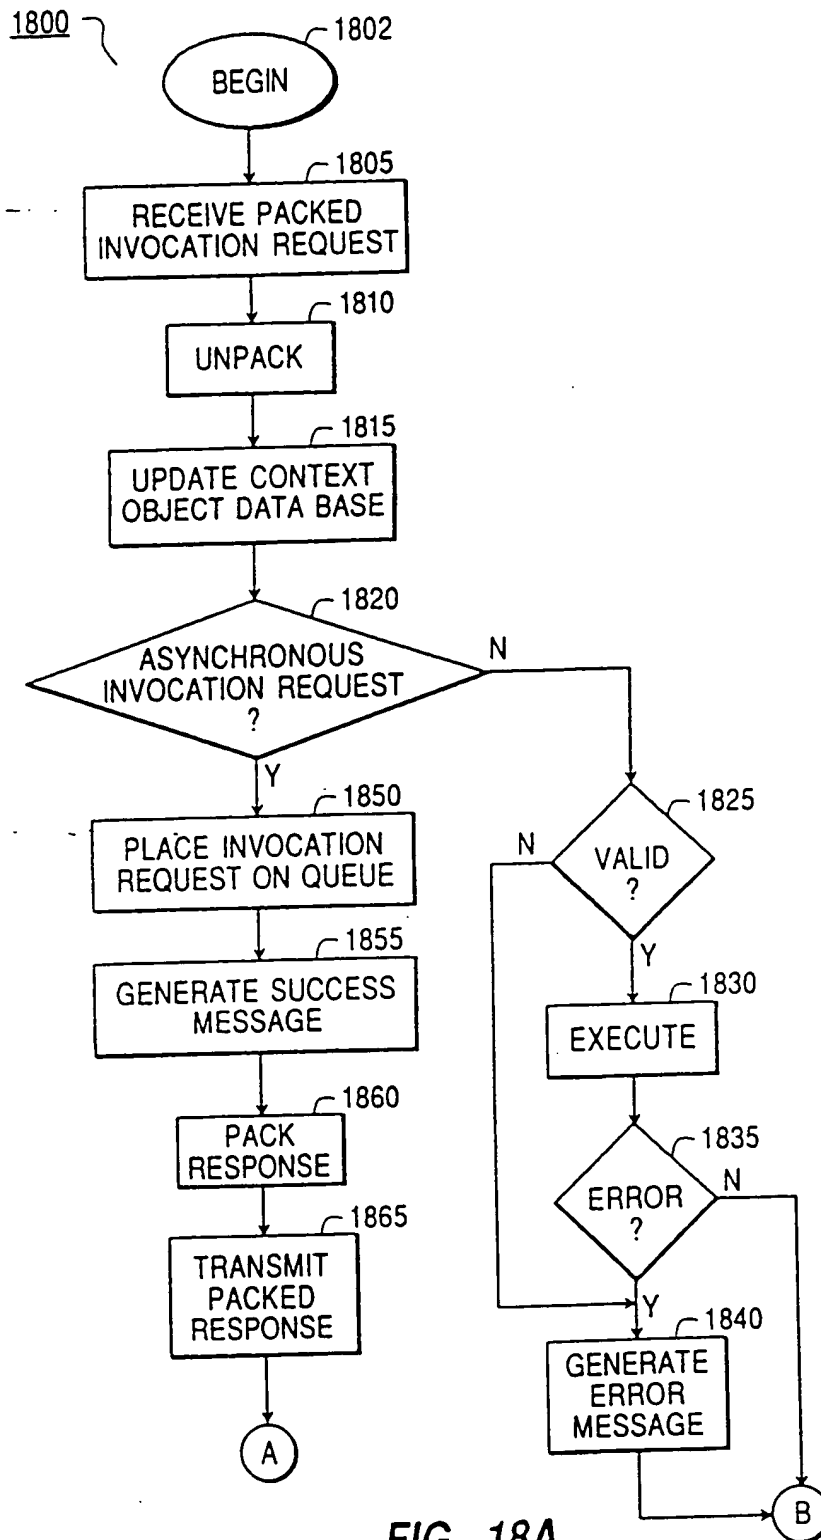 1800
1802
BEGIN
1805
RECEIVE PACKED
INVOCATION REQUEST
1810
UNPACK
1815
UPDATE CONTEXT
OBJECT DATA BASE
1820
ASYNCHRONOUS
INVOCATION REQUEST
?
N
Y
1850
PLACE INVOCATION
REQUEST ON QUEUE
1855
GENERATE SUCCESS
MESSAGE
1860
PACK
RESPONSE
1865
TRANSMIT
PACKED
RESPONSE
A
1825
VALID
?
N
Y
1830
EXECUTE
1835
ERROR
?
N
Y
1840
GENERATE
ERROR
MESSAGE
B
FIG. 18A